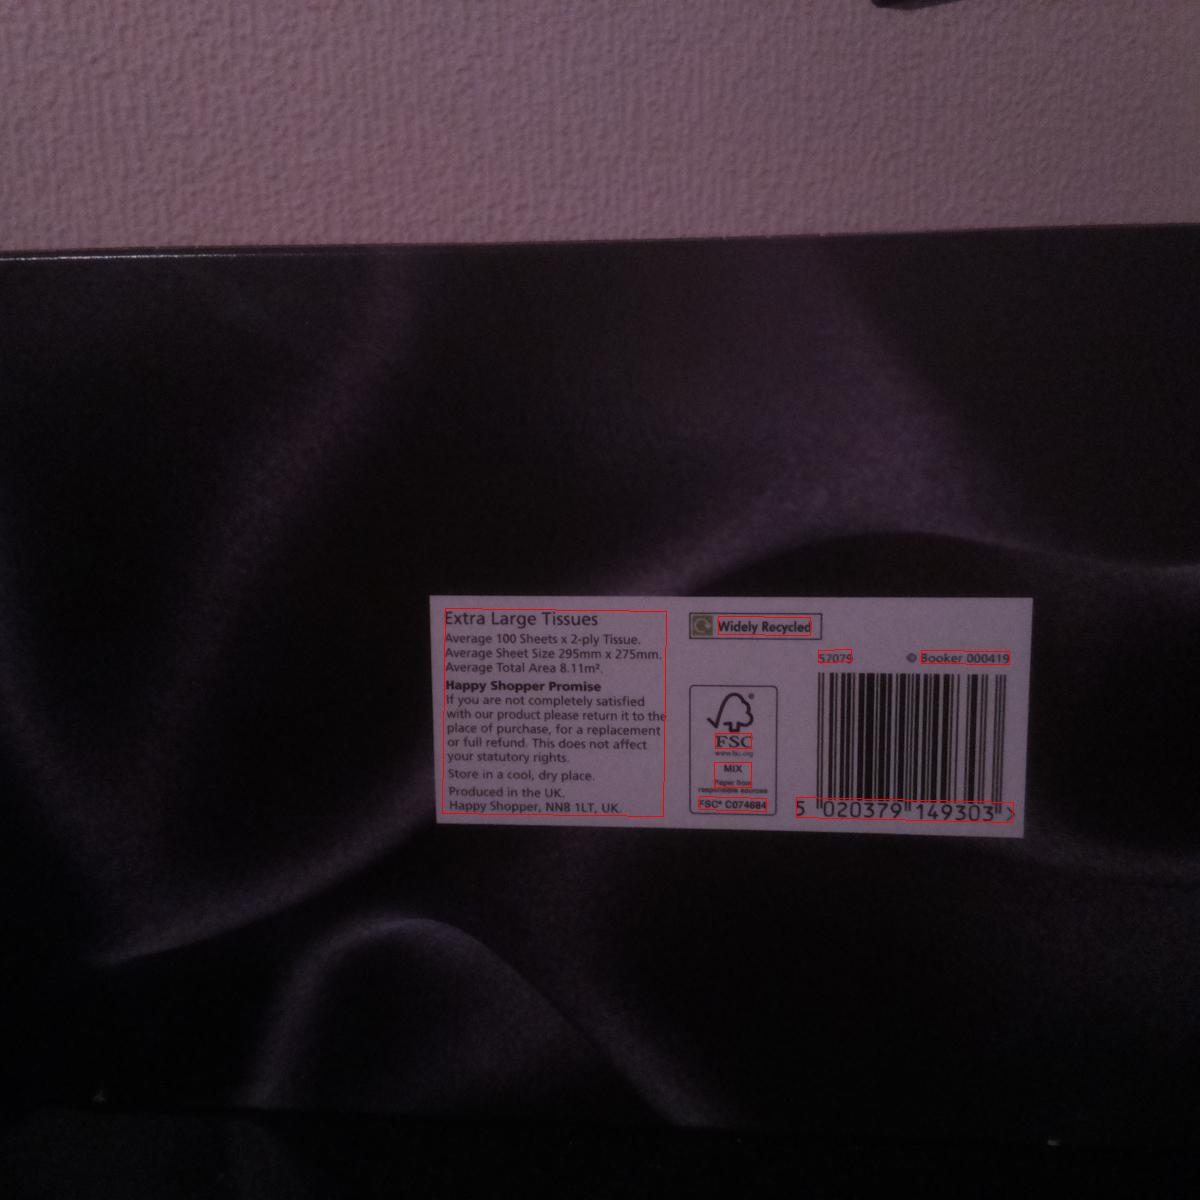 Extra Large Tissues
Average 100 Sheets x 2-ply Tissue.
Average Sheet Size 295mm x 275mm.
Average Total Area 8.11m².
Happy Shopper Promise
If you are not completely satisfied
with our product please return it to the
place of purchase, for a replacement
or full refund. This does not affect
your statutory rights.
Store in a cool, dry place.
Produced in the UK.
Happy Shopper, NN8 1LT, UK.
Widely Recycled
57079 © Booker 000419
FSC
www.fsc.org
MIX
Paper from
responsible sources
FSC® C074684
5 020379 149303 >